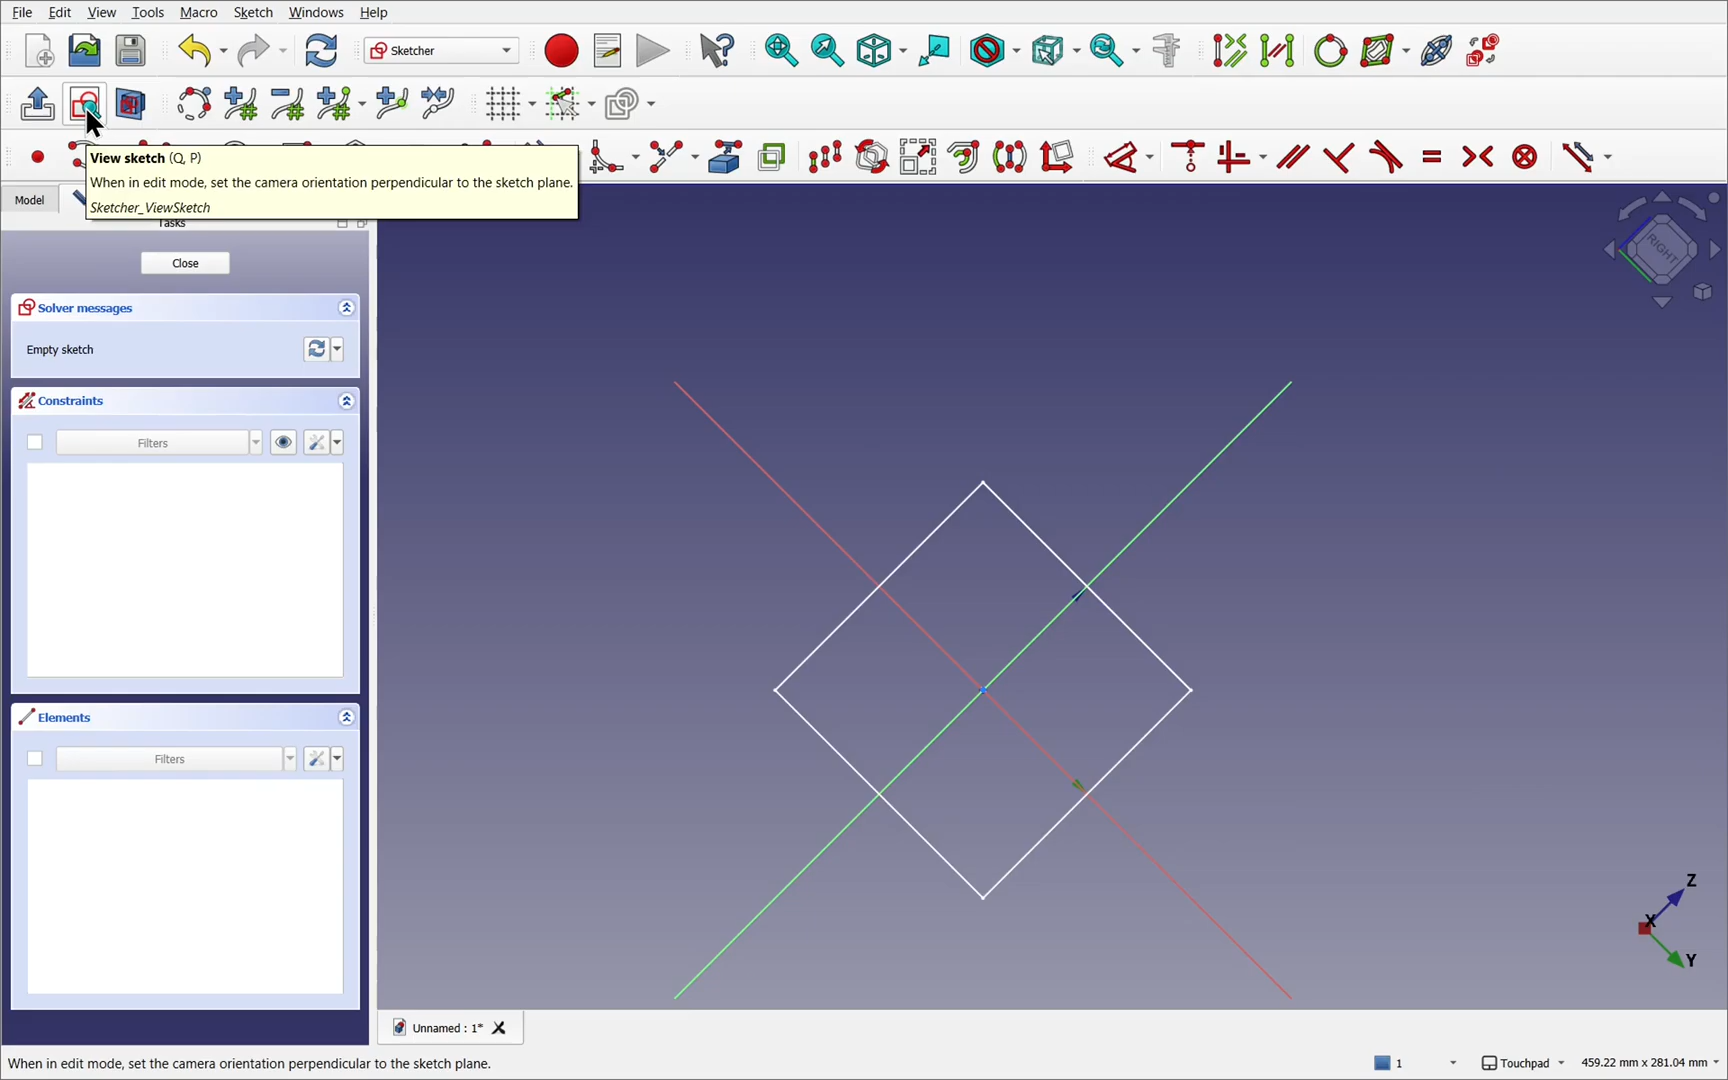 File Edit View Tools Macro Sketch Windows Help
Sketcher
View sketch (Q, P)
When in edit mode, set the camera orientation perpendicular to the sketch plane.
Sketcher_ViewSketch
Model
Tasks
Close
RIGHT
Solver messages
Empty sketch
Constraints
Filters
Elements
Filters
Z
X
Y
Unnamed : 1*
When in edit mode, set the camera orientation perpendicular to the sketch plane.
1 Touchpad 459.22 mm x 281.04 mm